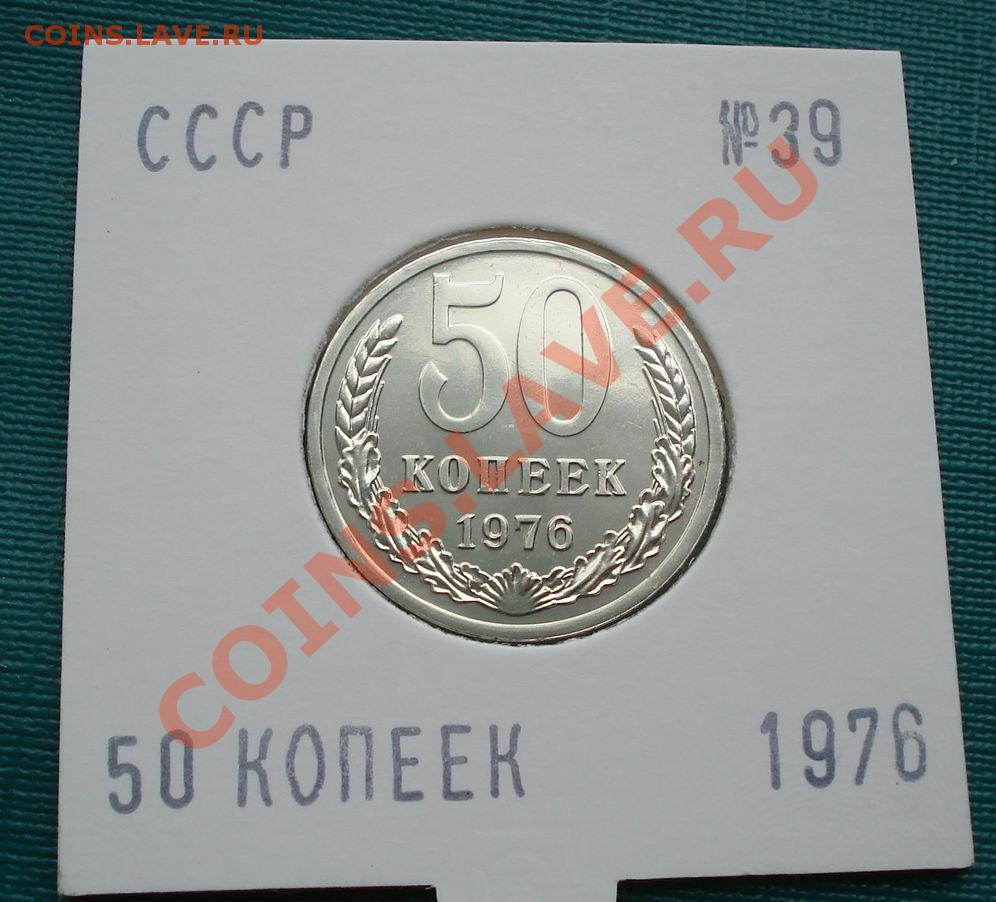 COINS.LAVE.RU
СССР №39
50
КОПЕЕК
1976
COINS.LAVE.RU
50 КОПЕЕК 1976